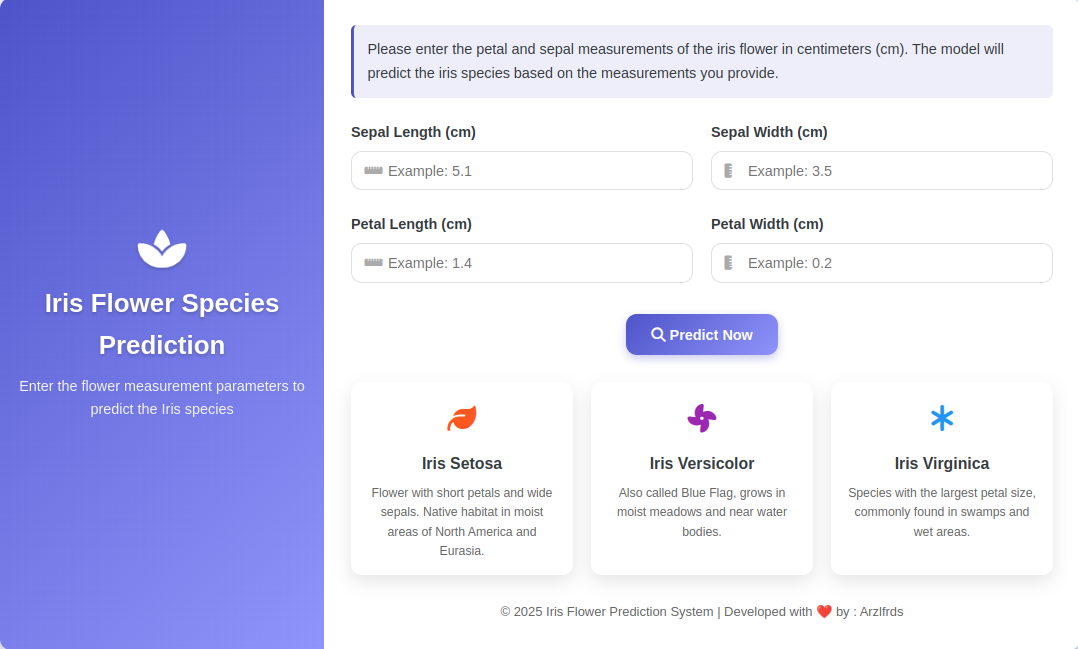 Iris Flower Species
Prediction
Enter the flower measurement parameters to
predict the Iris species
Please enter the petal and sepal measurements of the iris flower in centimeters (cm). The model will
predict the iris species based on the measurements you provide.
Sepal Length (cm)
Sepal Width (cm)
Example: 5.1
Example: 3.5
Petal Length (cm)
Petal Width (cm)
Example: 1.4
Example: 0.2
Predict Now
Iris Setosa
Flower with short petals and wide
sepals. Native habitat in moist
areas of North America and
Eurasia.
Iris Versicolor
Also called Blue Flag, grows in
moist meadows and near water
bodies.
Iris Virginica
Species with the largest petal size,
commonly found in swamps and
wet areas.
© 2025 Iris Flower Prediction System | Developed with ❤️ by : Arzlfrds